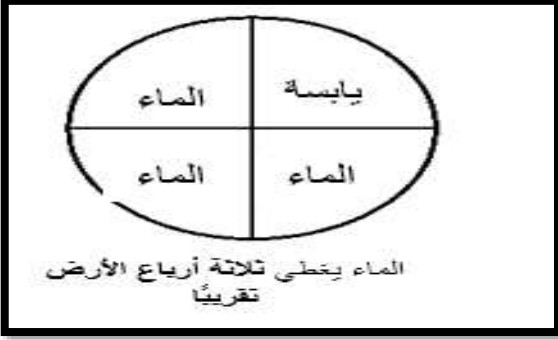 يابسة
الماء
الماء
الماء
الماء يغطي ثلاثة أرباع الأرض
تقريبًا